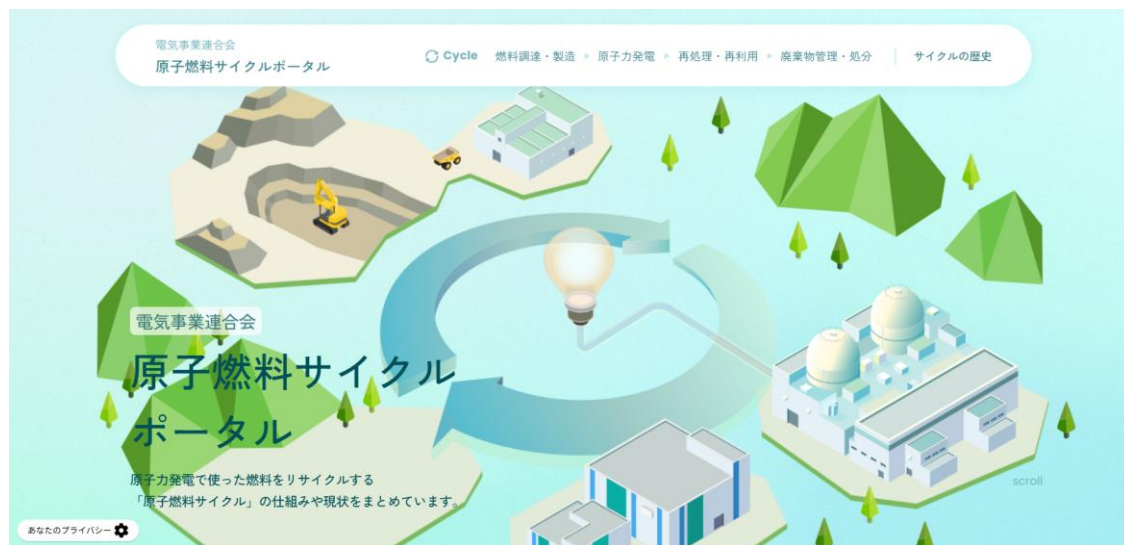 電気事業連合会
原子燃料サイクルポータル
Cycle 燃料調達・製造 原子力発電 再処理・再利用 廃棄物管理・処分 サイクルの歴史
電気事業連合会
原子燃料サイクル
ポータル
原子力発電で使った燃料をリサイクルする
「原子燃料サイクル」の仕組みや現状をまとめています。
scroll
あなたのプライバシー